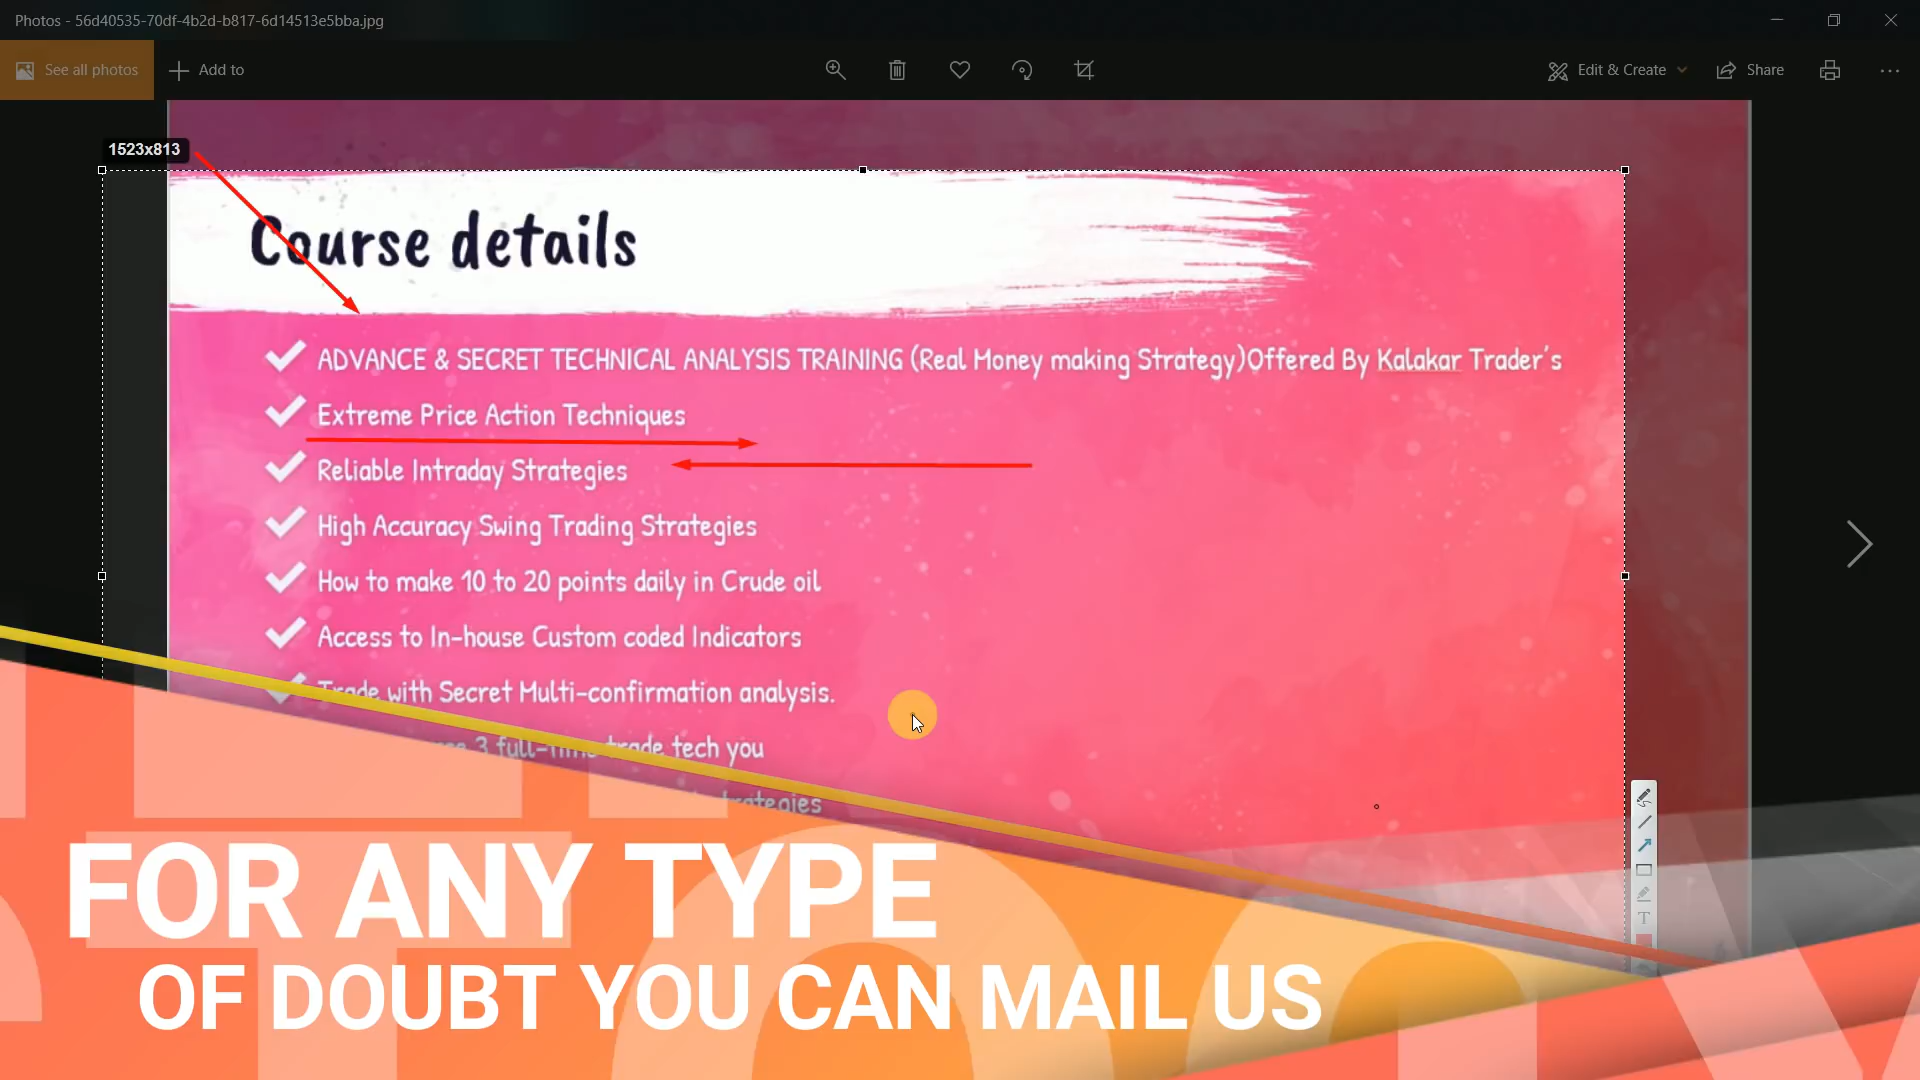 Photos - 56d40535-70df-4b2d-b817-6d14513e5bba.jpg
See all photos
Add to
Edit & Create
Share
1523x813
Course details
ADVANCE & SECRET TECHNICAL ANALYSIS TRAINING (Real Money making Strategy)Offered By Kalakar Trader's
Extreme Price Action Techniques
Reliable Intraday Strategies
High Accuracy Swing Trading Strategies
How to make 10 to 20 points daily in Crude oil
Access to In-house Custom coded Indicators
Trade with Secret Multi-confirmation analysis.
3 full-time trade tech you
strategies
T
FOR ANY TYPE
OF DOUBT YOU CAN MAIL US